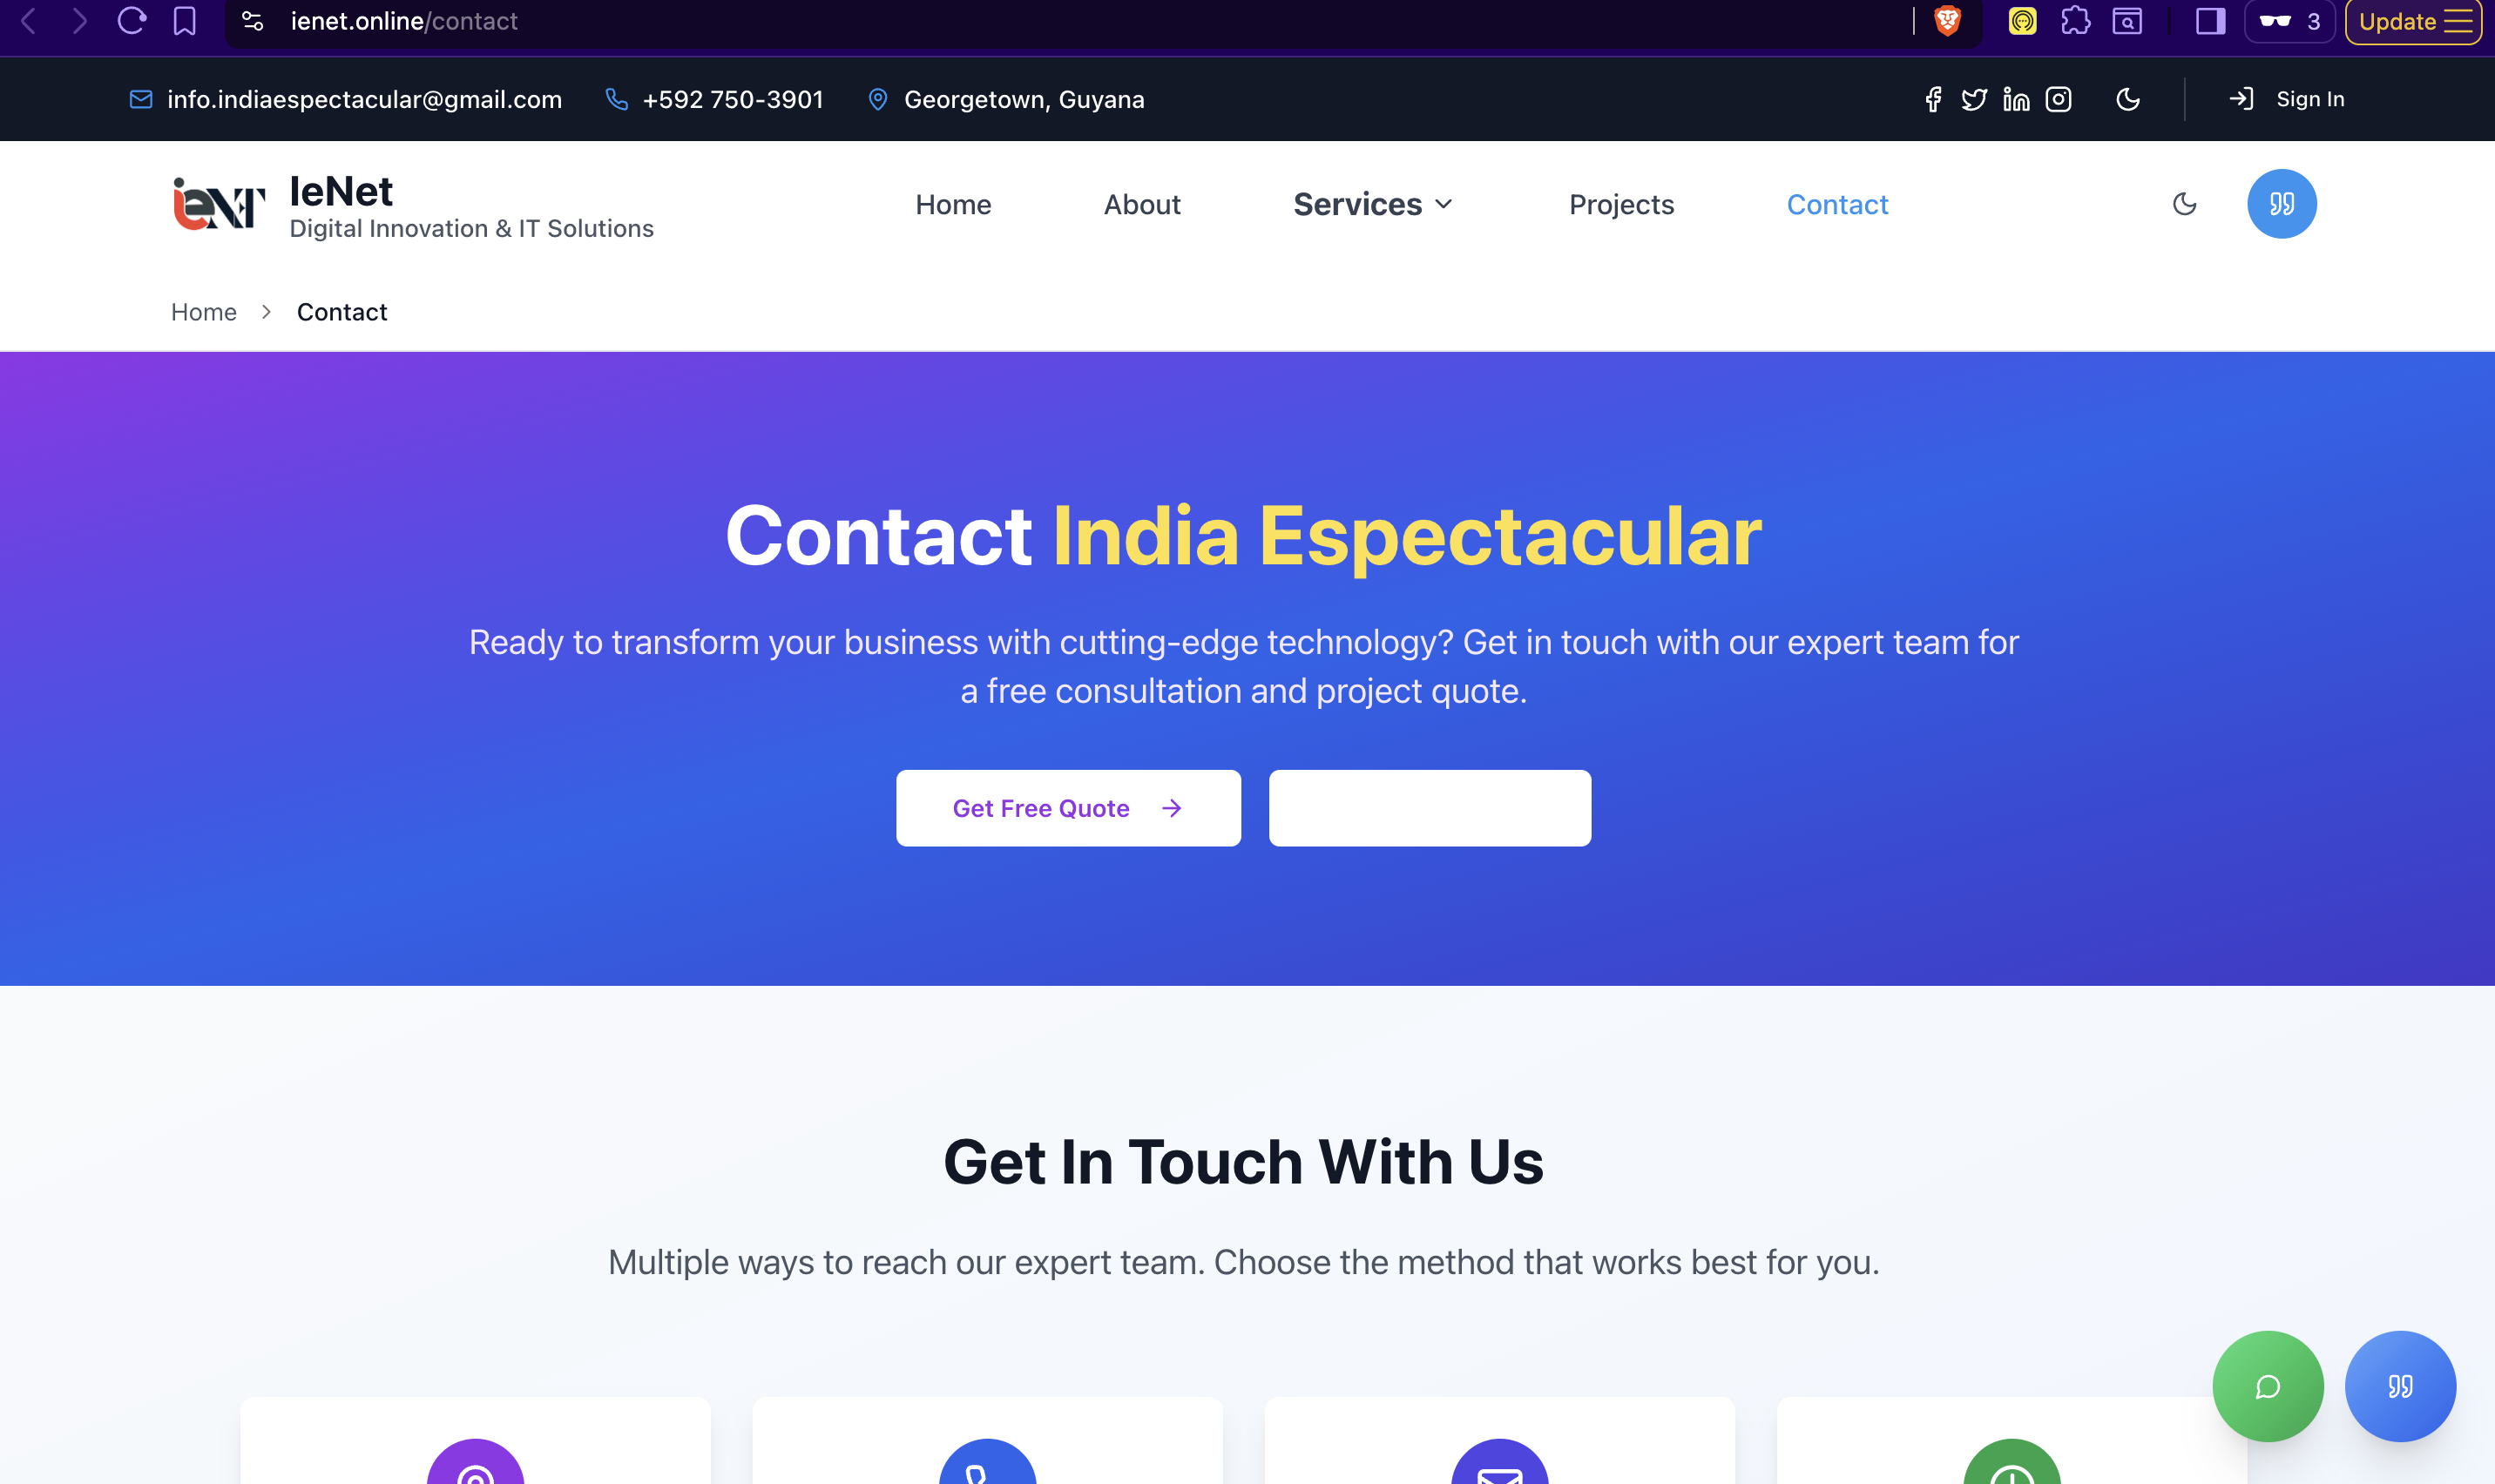 ienet.online/contact
3
Update
info.indiaespectacular@gmail.com
+592 750-3901
Georgetown, Guyana
Sign In
ieNET
IeNet
Digital Innovation & IT Solutions
Home
About
Services
Projects
Contact
Home
Contact
Contact India Espectacular
Ready to transform your business with cutting-edge technology? Get in touch with our expert team for
a free consultation and project quote.
Get Free Quote
Get In Touch With Us
Multiple ways to reach our expert team. Choose the method that works best for you.